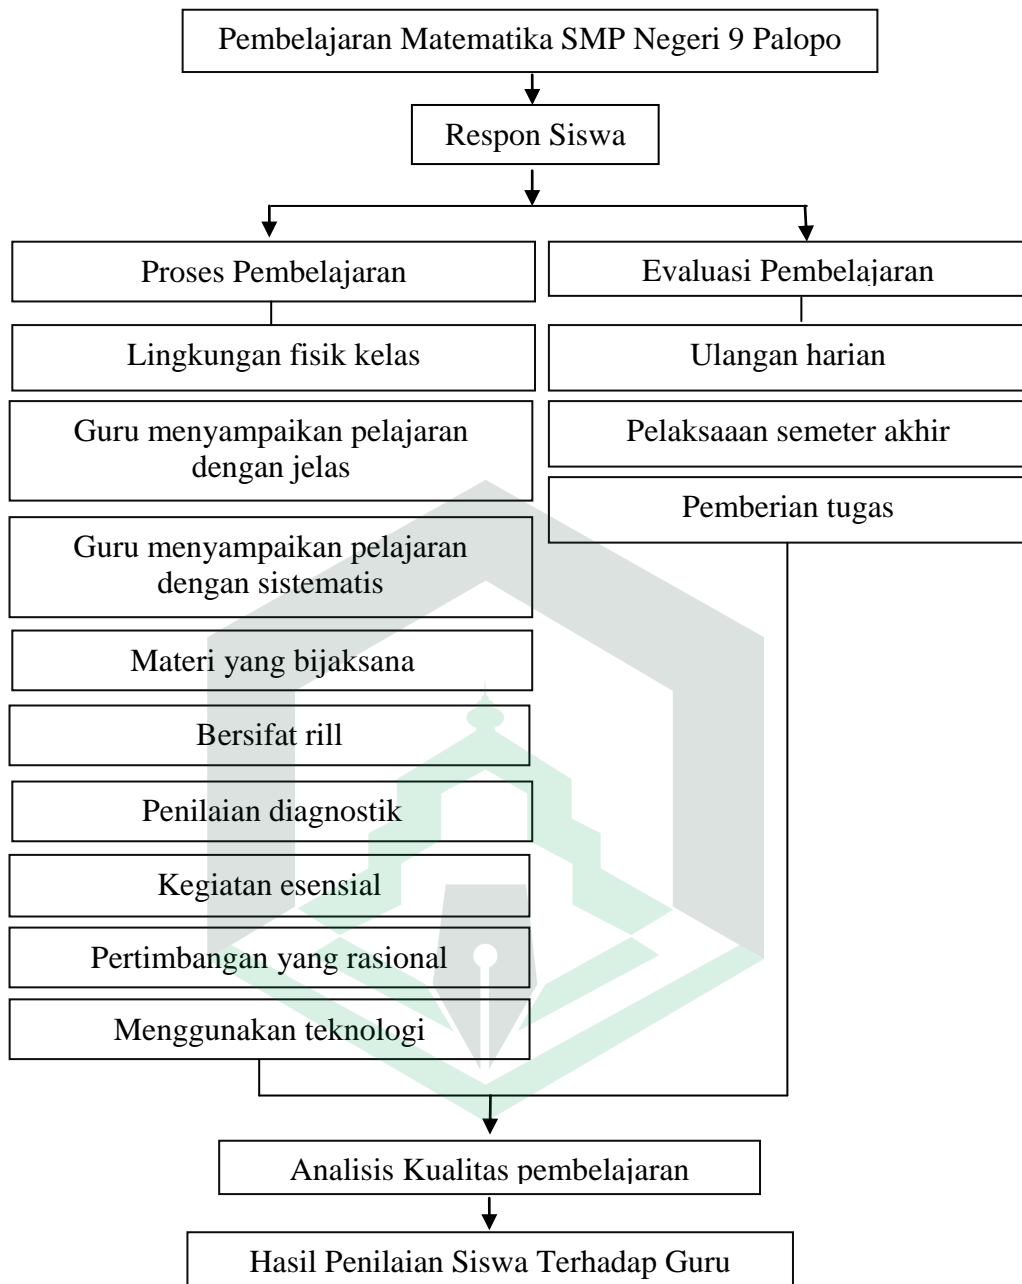 Pembelajaran Matematika SMP Negeri 9 Palopo
Respon Siswa
Proses Pembelajaran
Lingkungan fisik kelas
Guru menyampaikan pelajaran
dengan jelas
Guru menyampaikan pelajaran
dengan sistematis
Materi yang bijaksana
Bersifat rill
Penilaian diagnostik
Kegiatan esensial
Pertimbangan yang rasional
Menggunakan teknologi
Evaluasi Pembelajaran
Ulangan harian
Pelaksaaan semeter akhir
Pemberian tugas
Analisis Kualitas pembelajaran
Hasil Penilaian Siswa Terhadap Guru